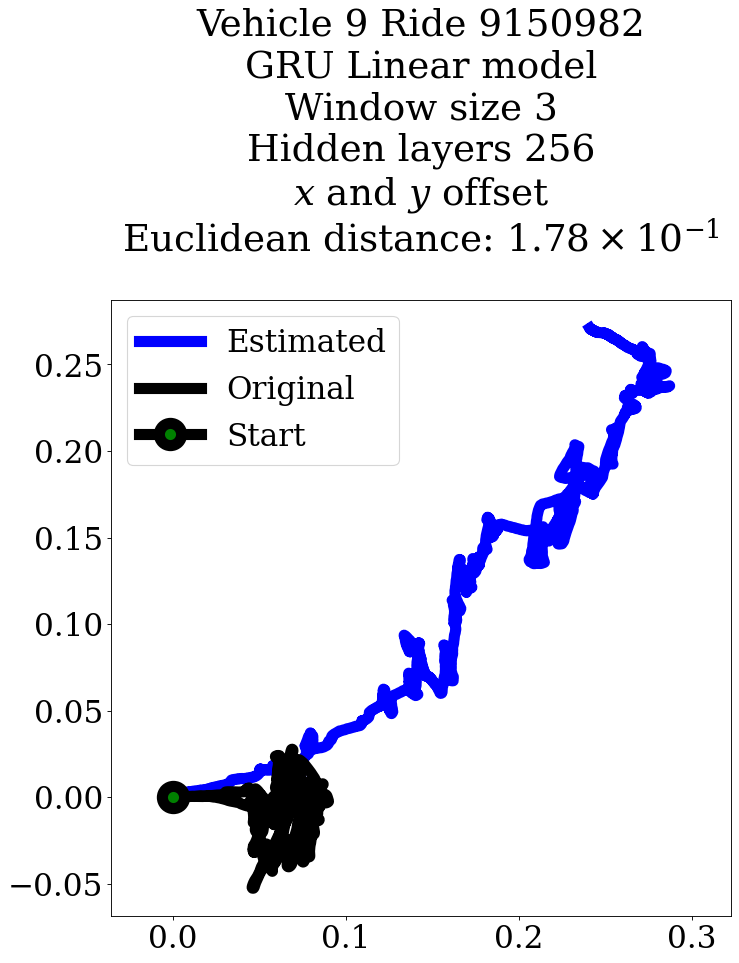 Vehicle 9 Ride 9150982
GRU Linear model
Window size 3
Hidden layers 256
x and y offset
Euclidean distance: 1.78 × 10⁻¹
Estimated
Original
Start
0.25
0.20
0.15
0.10
0.05
0.00
−0.05
0.0 0.1 0.2 0.3